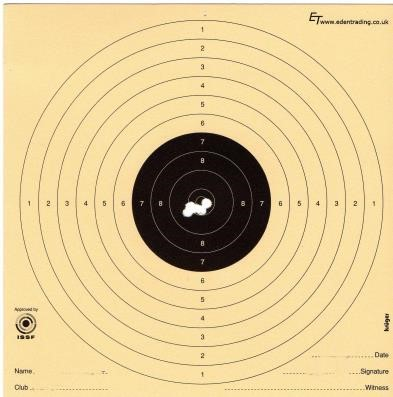 ET www.edentrading.co.uk
1
2
3
4
5
6
7
8
1 2 3 4 5 6 7 8 8 7 6 5 4 3 2 1
8
7
6
5
4
3
2
1
Approved by
ISSF
krüger
Date
Name
Signature
Club
Witness